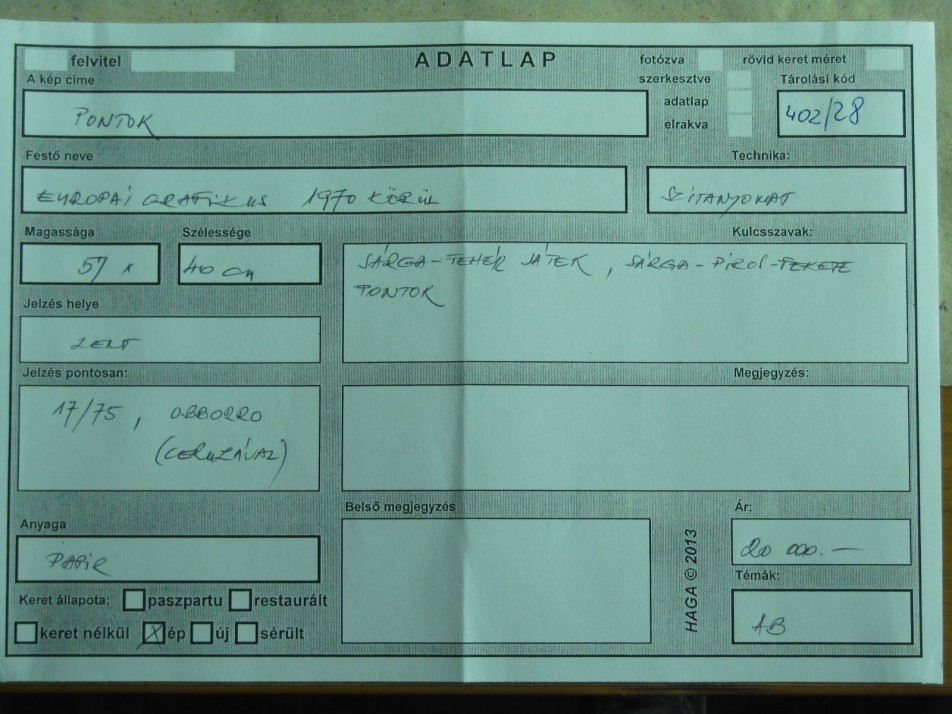 felvitel ADATLAP fotózva rövid keret méret
A kép címe szerkesztve Tárolási kód
PONTOK adatlap 402/28
elrakva
Festő neve Technika:
EURÓPAI GRAFIKUS 1970 KÖRÜL SZITANYOMAT
Magassága Szélessége Kulcsszavak:
57 x 40 cm SÁRGA-FEHÉR JÁTÉK, SÁRGA-PIROS-FEKETE
PONTOK
Jelzés helye
LENT
Jelzés pontosan: Megjegyzés:
17/75, OBBORRO
(CERUZÁVAL)
Belső megjegyzés Ár:
Anyaga
PAPÍR 20 000.—
HAGA © 2013
Témák:
Keret állapota: paszpartu restaurált
AB
keret nélkül X ép új sérült